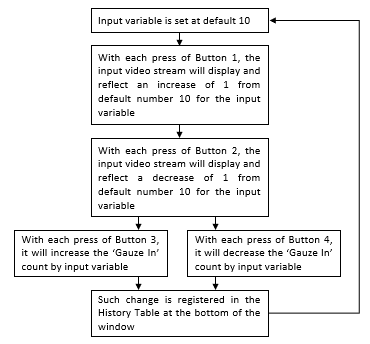 Input variable is set at default 10
With each press of Button 1, the
input video stream will display and
reflect an increase of 1 from
default number 10 for the input
variable
With each press of Button 2, the
input video stream will display and
reflect a decrease of 1 from
default number 10 for the input
variable
With each press of Button 3,
it will increase the ‘Gauze In’
count by input variable
With each press of Button 4,
it will decrease the ‘Gauze In’
count by input variable
Such change is registered in the
History Table at the bottom of the
window